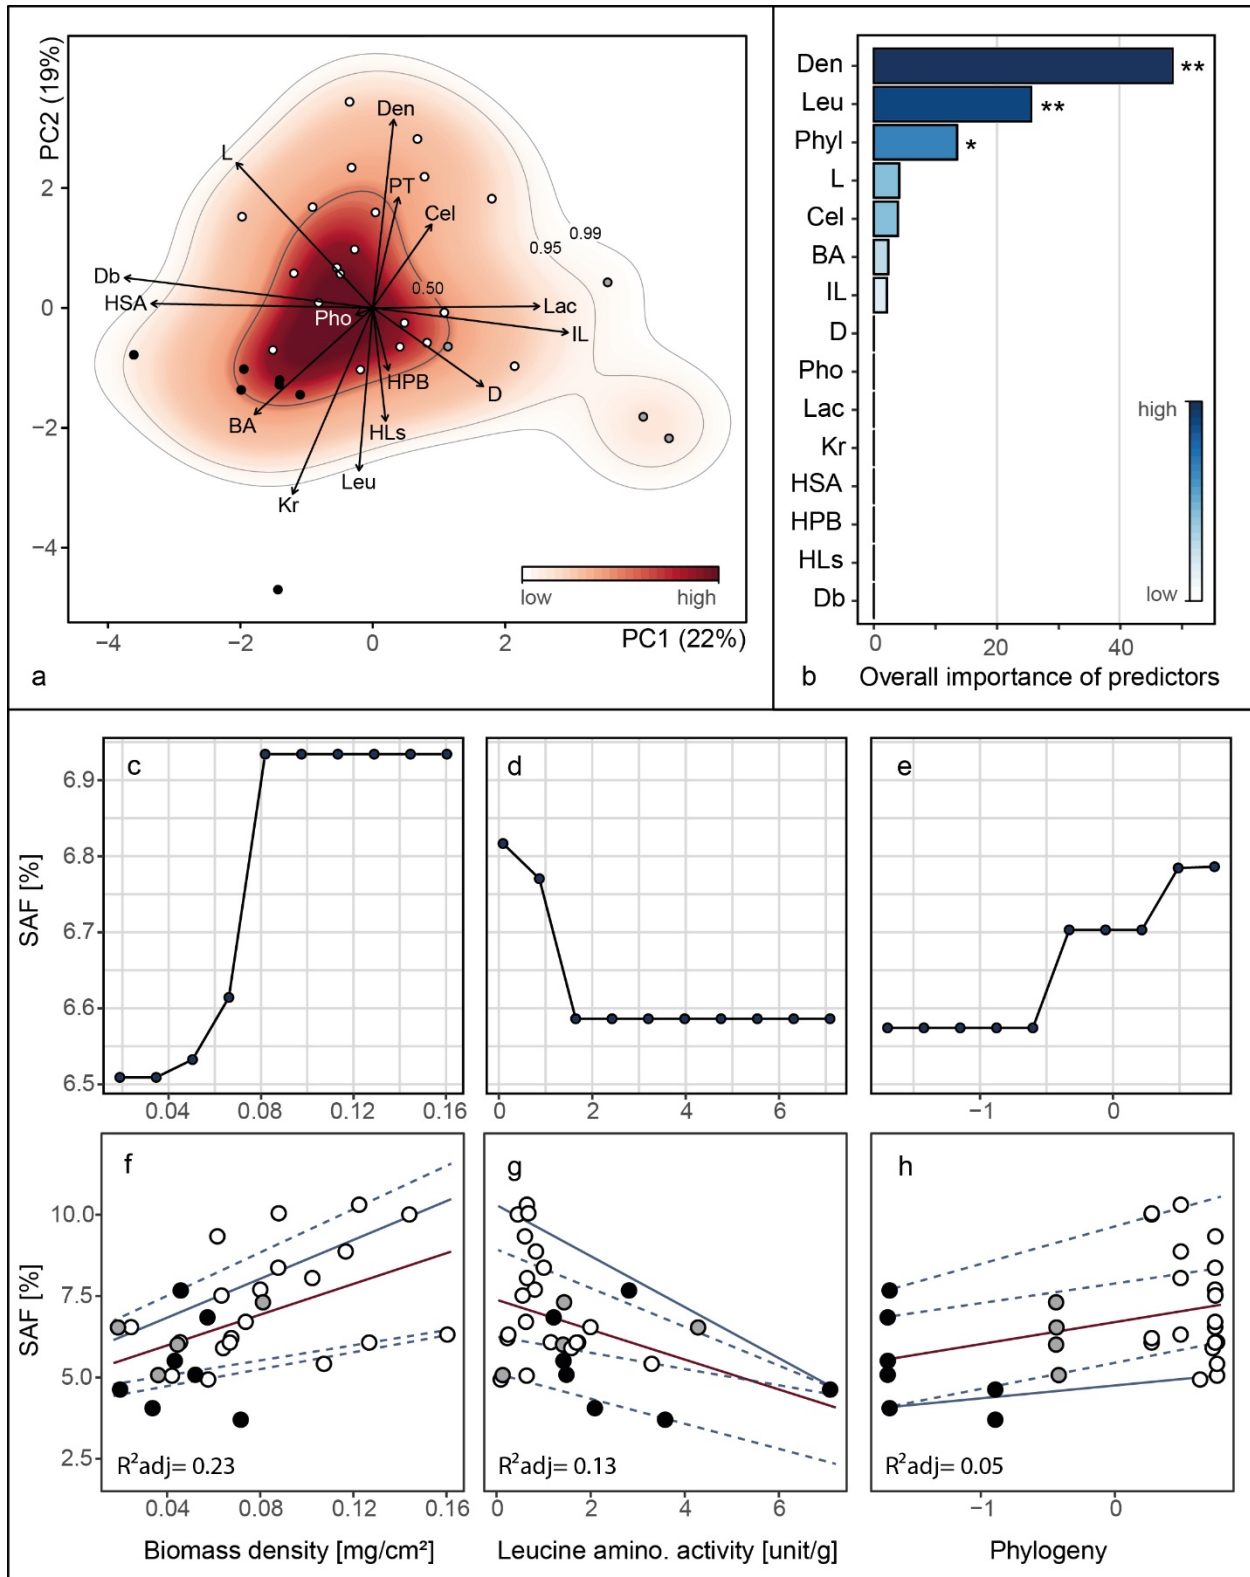 PC2 (19%)
2
0
−2
−4
−4
−2
0
2
PC1 (22%)
Den
L
PT
Cel
0.99
0.95
Db
HSA
0.50
Lac
Pho
IL
HPB
D
BA
HLs
Leu
Kr
low
high
a
Den
**
Leu
**
Phyl
*
L
Cel
BA
IL
D
Pho
Lac
Kr
HSA
HPB
HLs
Db
high
low
0
20
40
b
Overall importance of predictors
SAF [%]
6.9
6.8
6.7
6.6
6.5
c
0.04
0.08
0.12
0.16
d
0
2
4
6
e
−1
0
SAF [%]
10.0
7.5
5.0
2.5
f
R²adj= 0.23
0.04
0.08
0.12
0.16
Biomass density [mg/cm²]
g
R²adj= 0.13
0
2
4
6
Leucine amino. activity [unit/g]
h
R²adj= 0.05
−1
0
Phylogeny